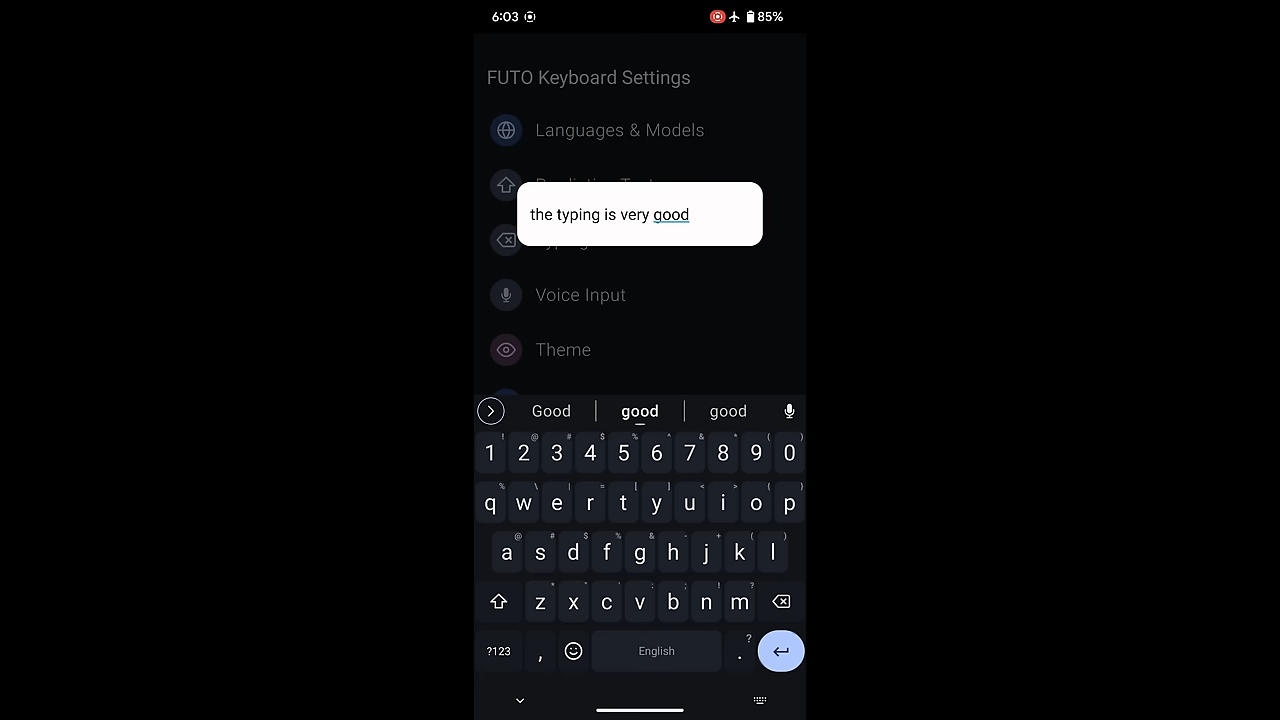 6:03 85%
FUTO Keyboard Settings
Languages & Models
the typing is very good
Voice Input
Theme
Good good good
1 2 3 4 5 6 7 8 9 0
q w e r t y u i o p
a s d f g h j k l
z x c v b n m
?123 , English . ?